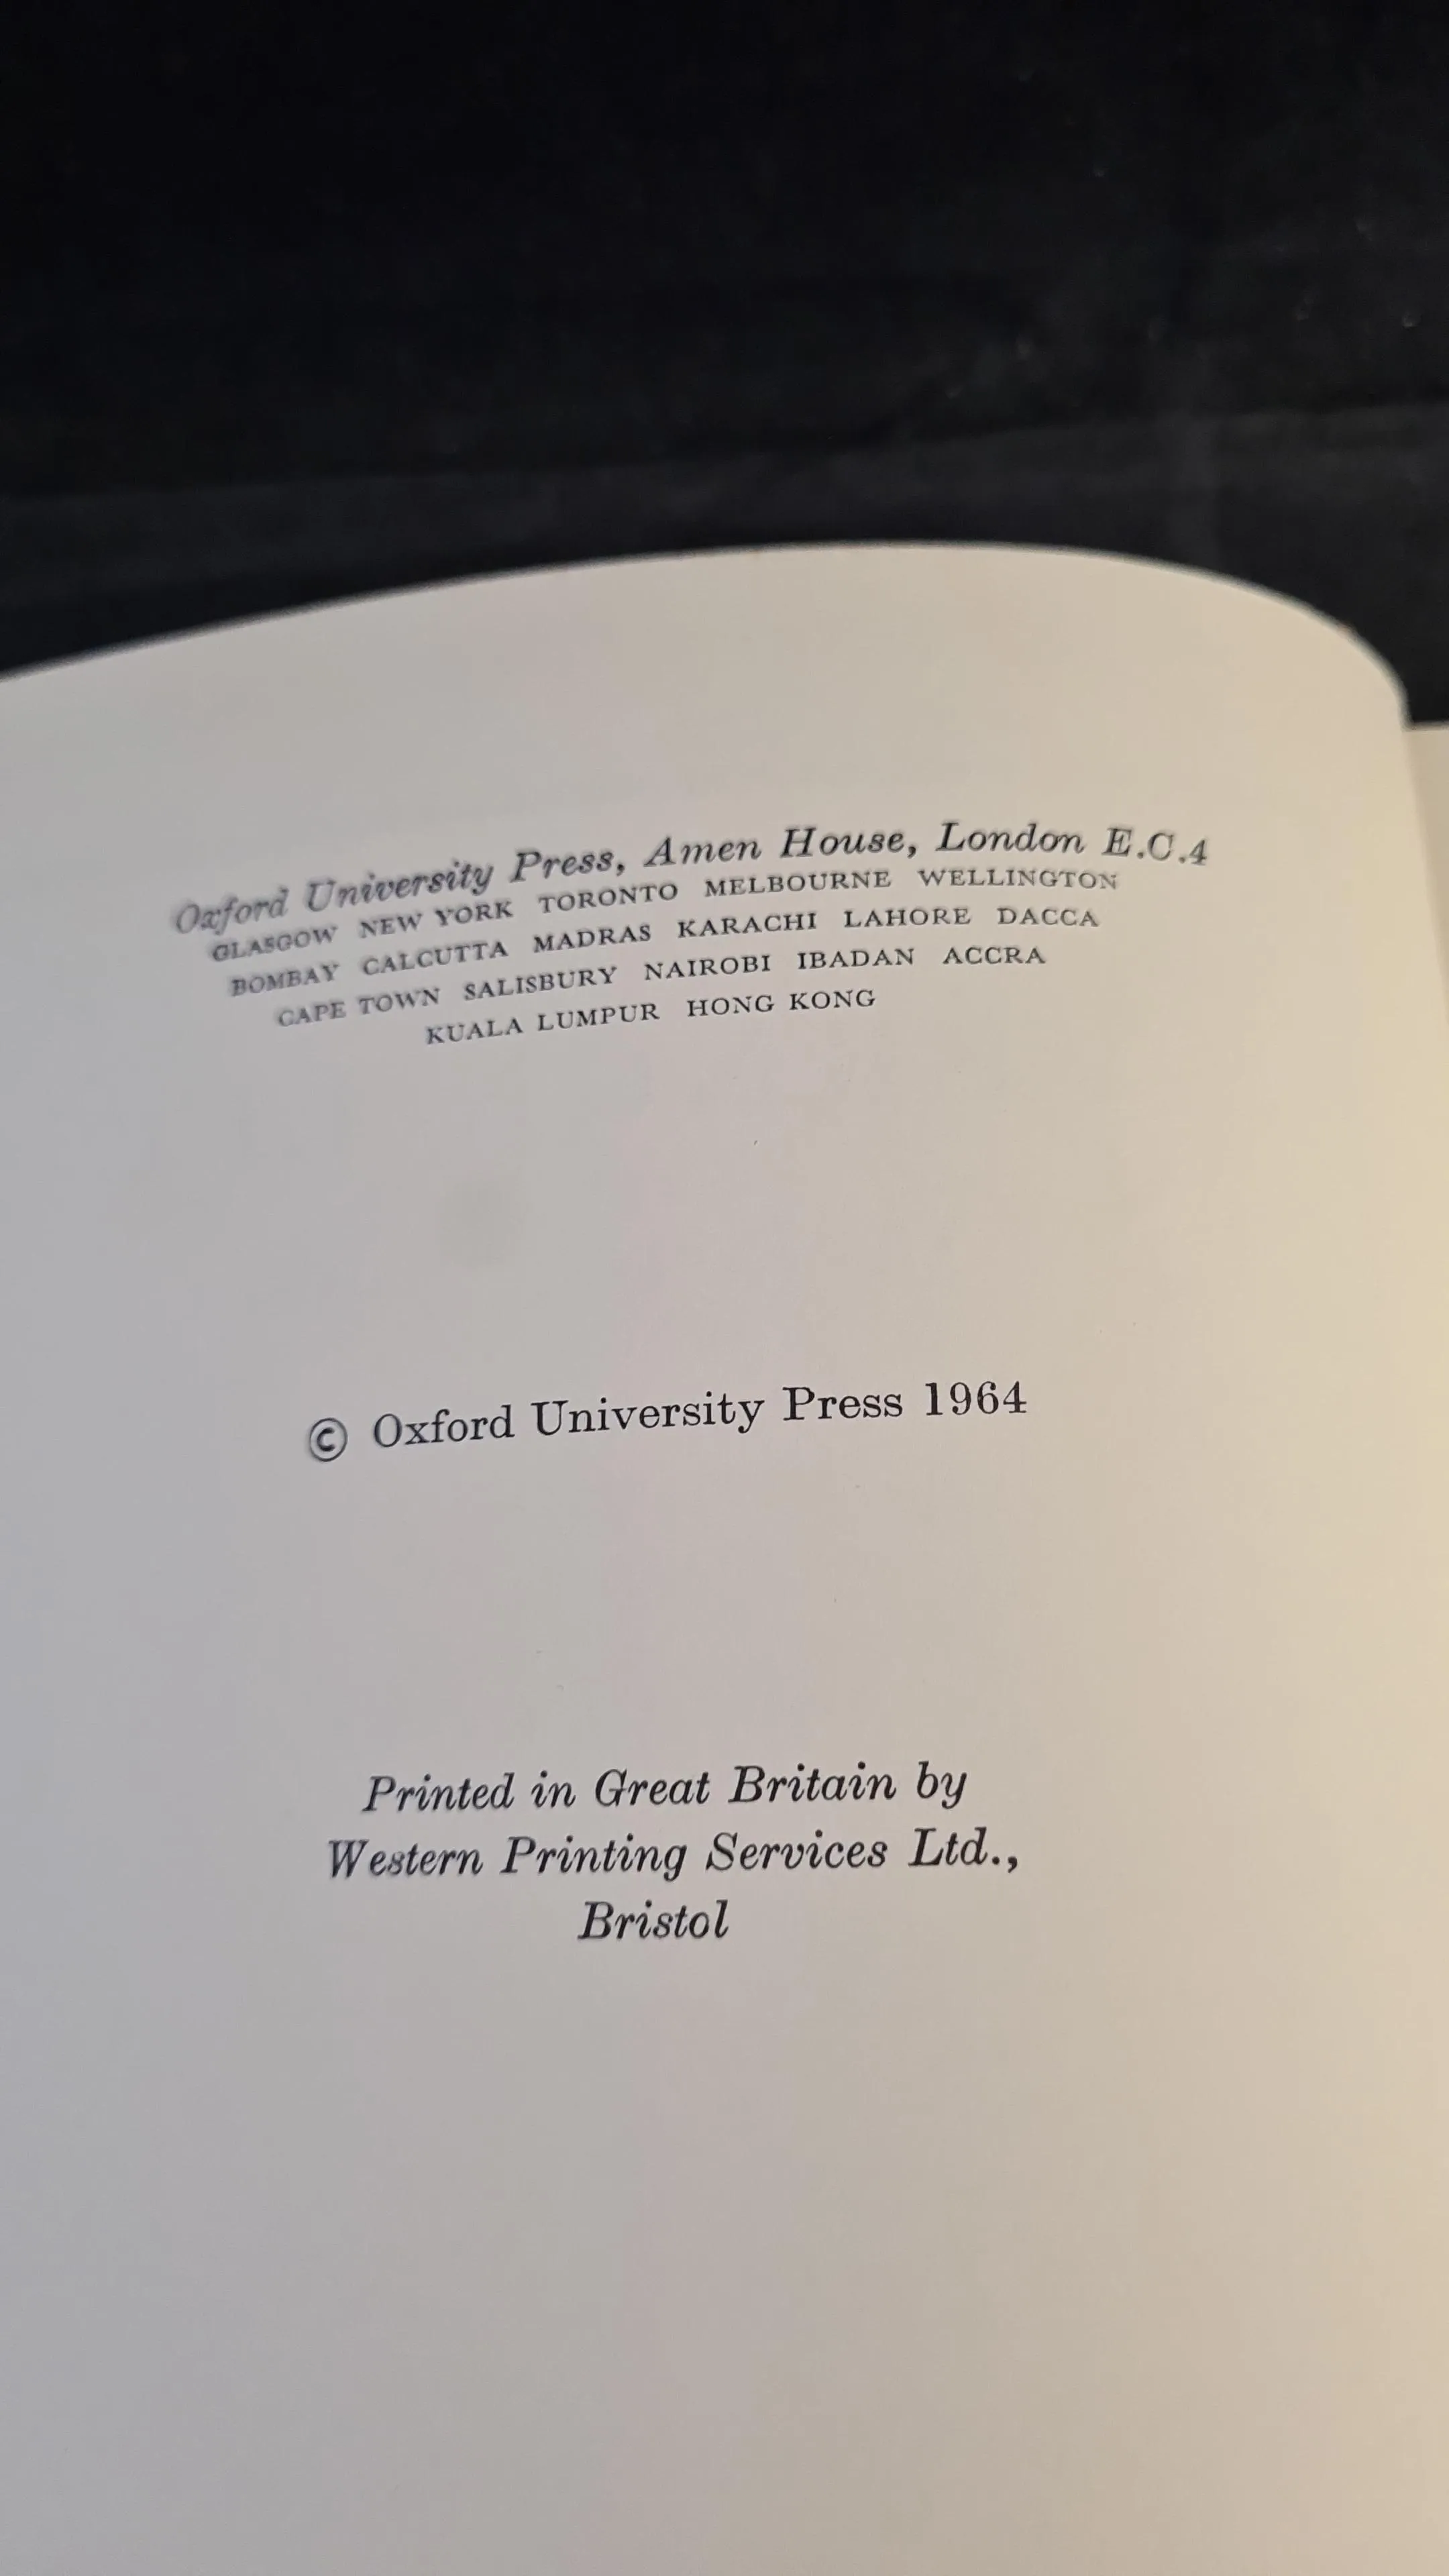 Oxford University Press, Amen House, London E.C.4
GLASGOW NEW YORK TORONTO MELBOURNE WELLINGTON
BOMBAY CALCUTTA MADRAS KARACHI LAHORE DACCA
CAPE TOWN SALISBURY NAIROBI IBADAN ACCRA
KUALA LUMPUR HONG KONG
© Oxford University Press 1964
Printed in Great Britain by
Western Printing Services Ltd.,
Bristol